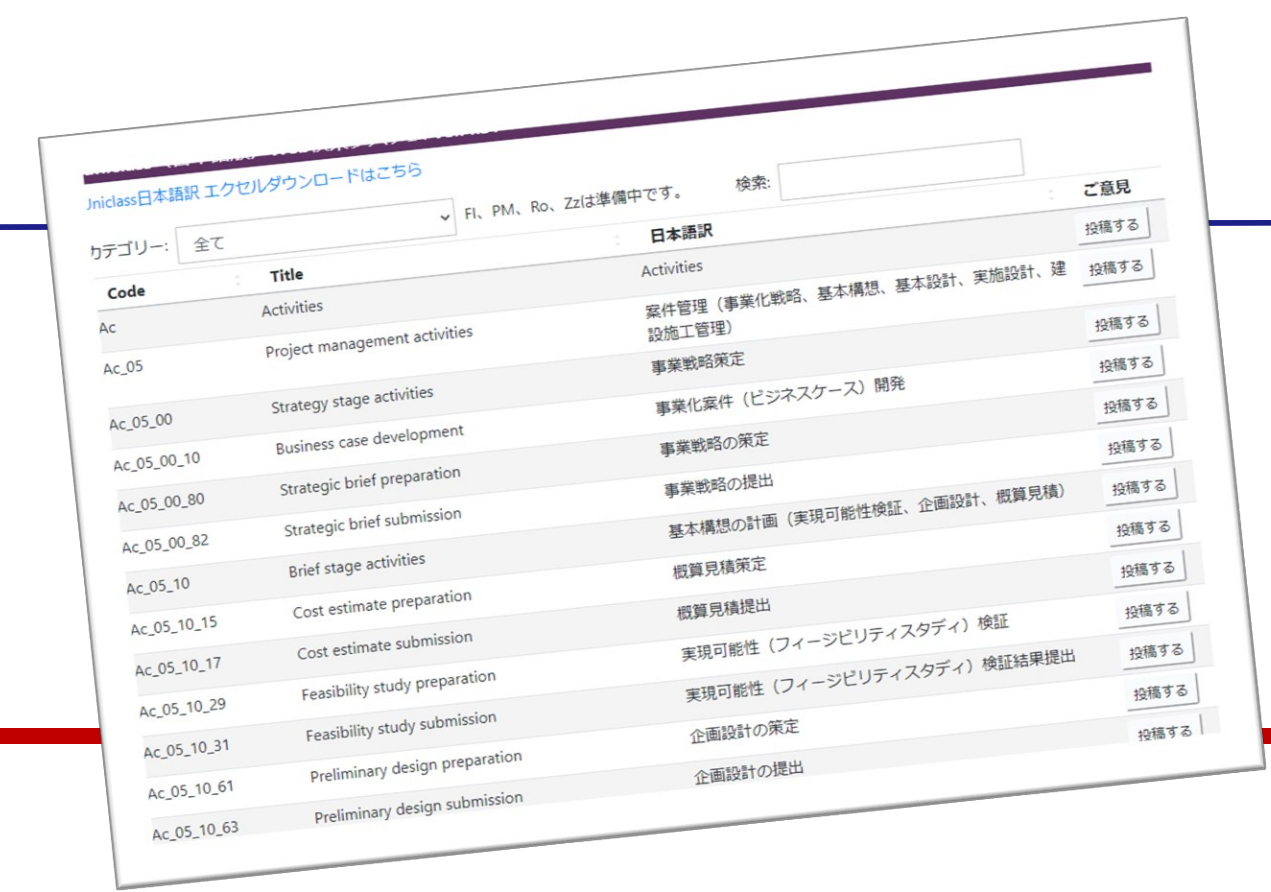 Uniclass日本語訳 エクセルダウンロードはこちら
カテゴリー: 全て FI、PM、Ro、Zzは準備中です。 検索:
Code Title 日本語訳 ご意見
Ac Activities Activities 投稿する
Ac_05 Project management activities 案件管理（事業化戦略、基本構想、基本設計、実施設計、建 投稿する
設施工管理）
Ac_05_00 Strategy stage activities 事業戦略策定 投稿する
Ac_05_00_10 Business case development 事業化案件（ビジネスケース）開発 投稿する
Ac_05_00_80 Strategic brief preparation 事業戦略の策定 投稿する
Ac_05_00_82 Strategic brief submission 事業戦略の提出 投稿する
Ac_05_10 Brief stage activities 基本構想の計画（実現可能性検証、企画設計、概算見積） 投稿する
Ac_05_10_15 Cost estimate preparation 概算見積策定 投稿する
Ac_05_10_17 Cost estimate submission 概算見積提出 投稿する
Ac_05_10_29 Feasibility study preparation 実現可能性（フィージビリティスタディ）検証 投稿する
Ac_05_10_31 Feasibility study submission 実現可能性（フィージビリティスタディ）検証結果提出 投稿する
Ac_05_10_61 Preliminary design preparation 企画設計の策定 投稿する
Ac_05_10_63 Preliminary design submission 企画設計の提出 投稿する